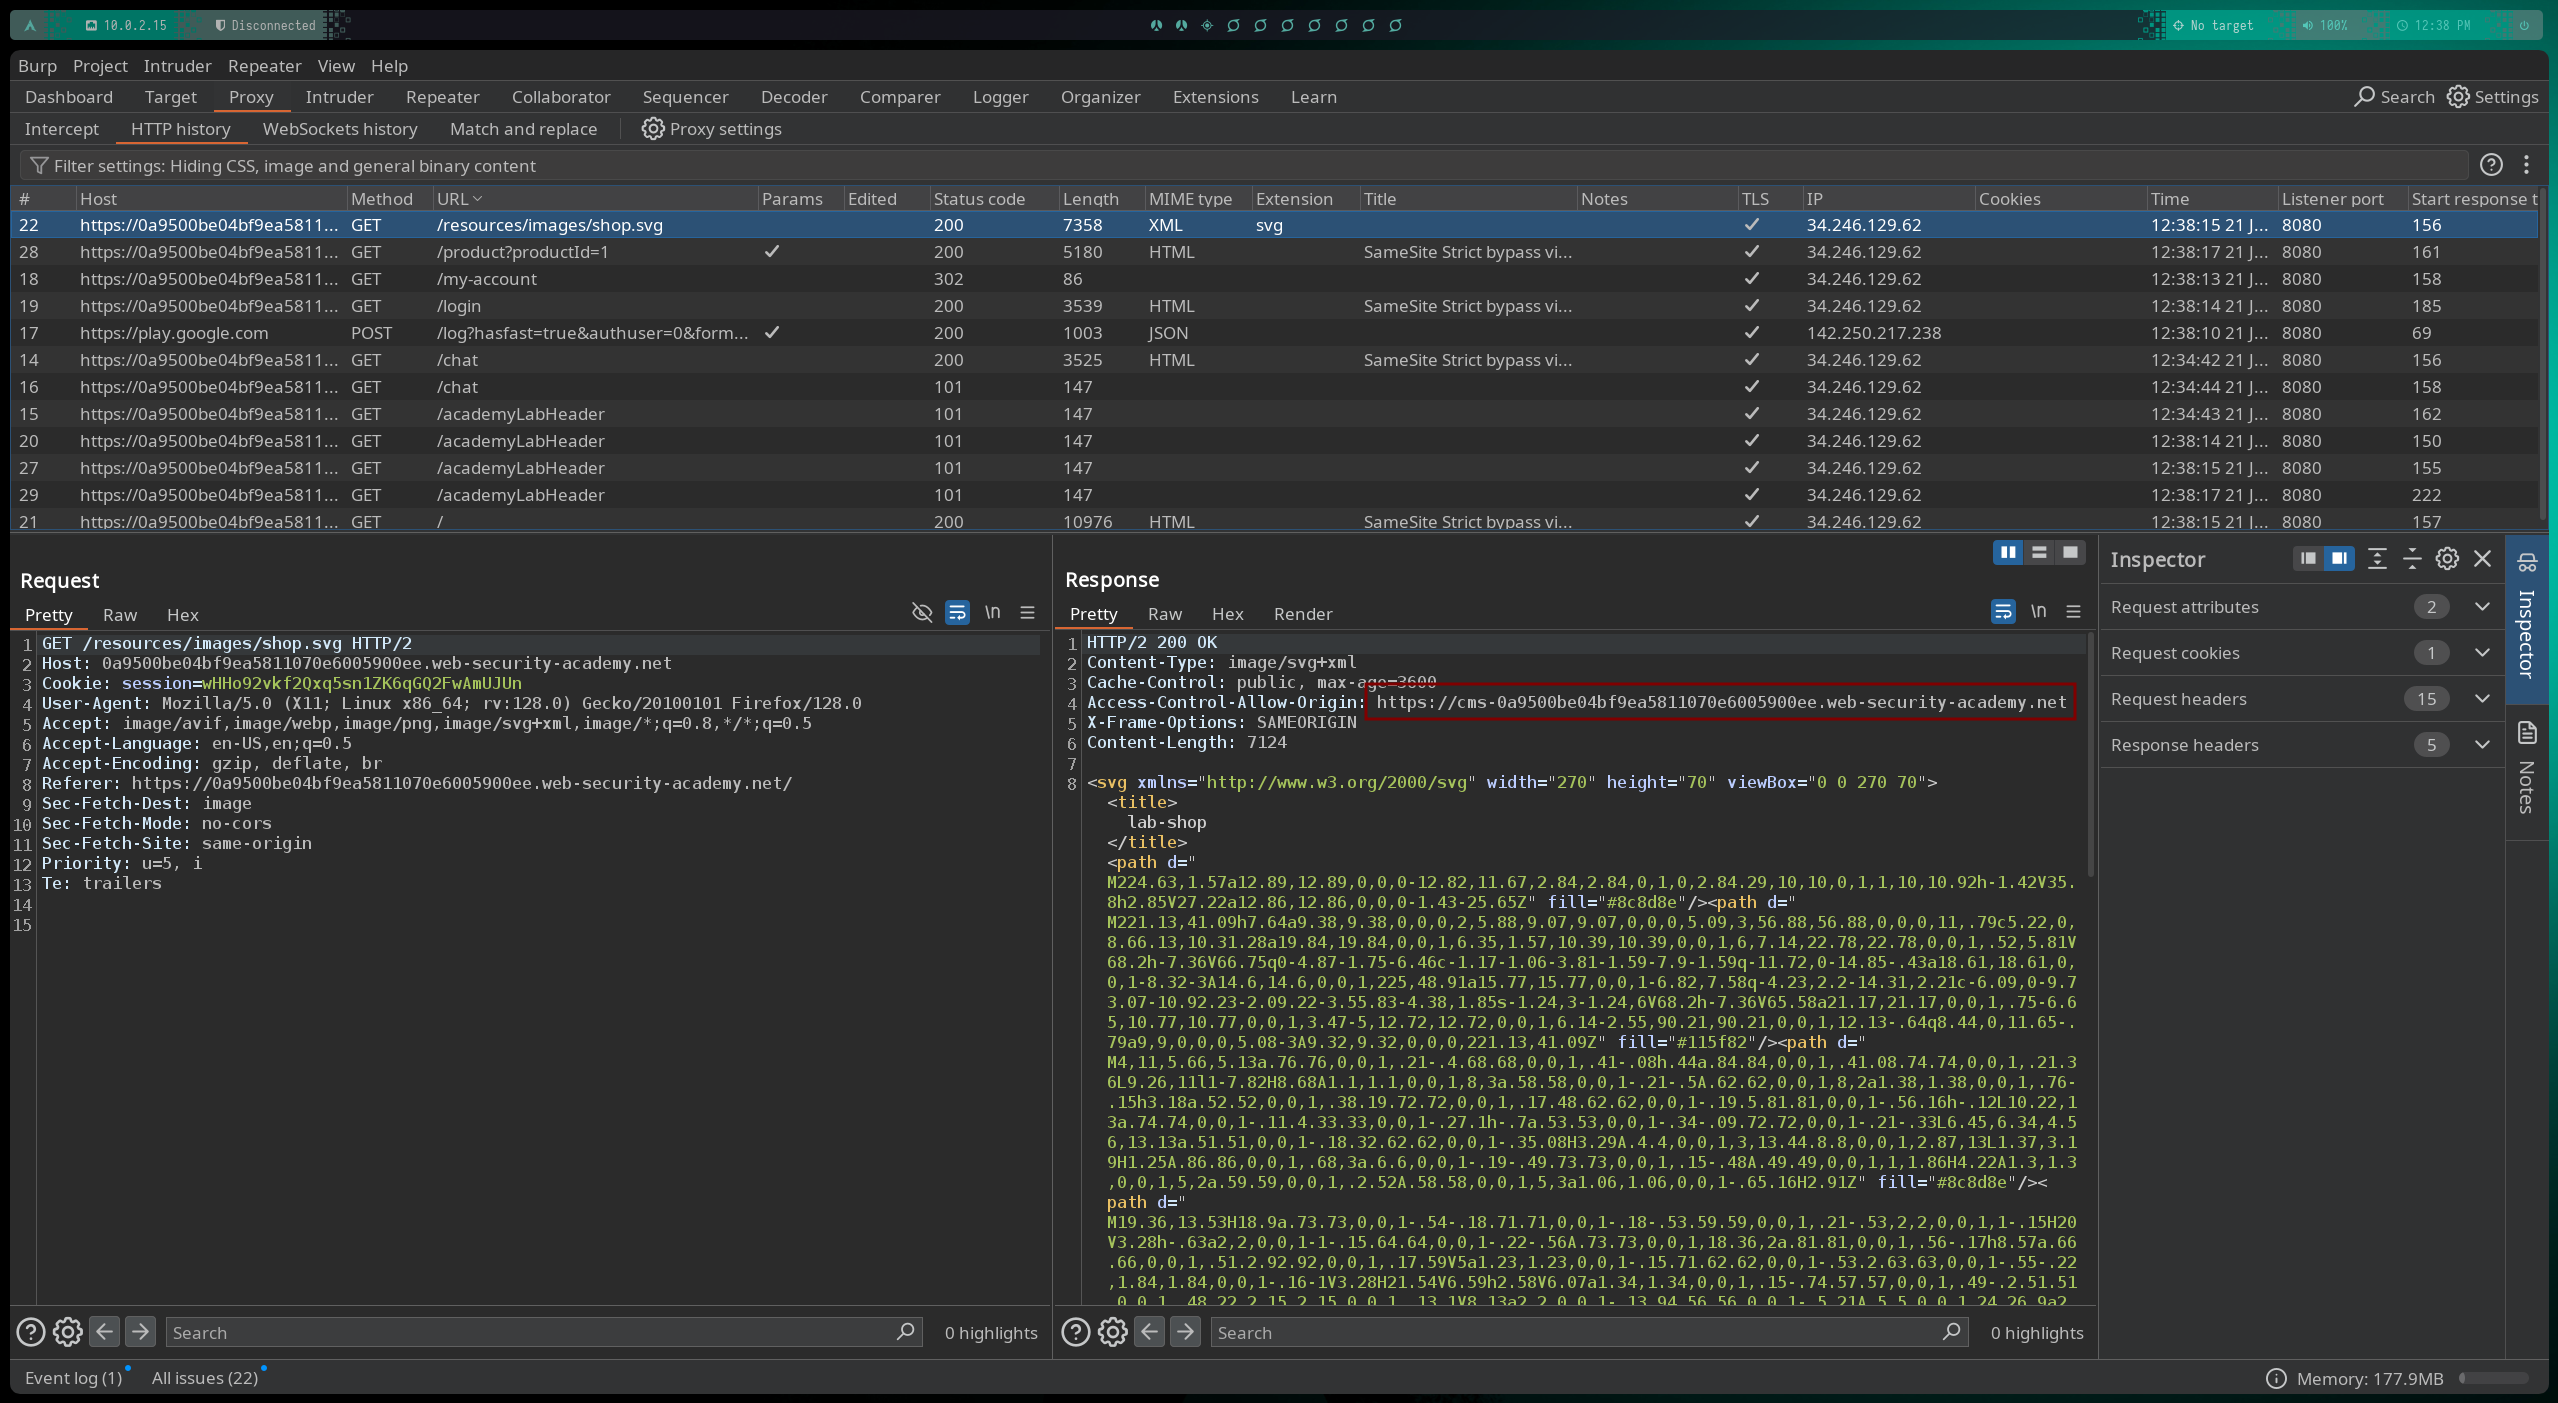 10.0.2.15 Disconnected No target 100% 12:38 PM
Burp Project Intruder Repeater View Help
Dashboard Target Proxy Intruder Repeater Collaborator Sequencer Decoder Comparer Logger Organizer Extensions Learn Search Settings
Intercept HTTP history WebSockets history Match and replace Proxy settings
Filter settings: Hiding CSS, image and general binary content
# Host Method URL Params Edited Status code Length MIME type Extension Title Notes TLS IP Cookies Time Listener port Start response t
22 https://0a9500be04bf9ea5811... GET /resources/images/shop.svg 200 7358 XML svg ✓ 34.246.129.62 12:38:15 21 J... 8080 156
28 https://0a9500be04bf9ea5811... GET /product?productId=1 ✓ 200 5180 HTML SameSite Strict bypass vi... ✓ 34.246.129.62 12:38:17 21 J... 8080 161
18 https://0a9500be04bf9ea5811... GET /my-account 302 86 ✓ 34.246.129.62 12:38:13 21 J... 8080 158
19 https://0a9500be04bf9ea5811... GET /login 200 3539 HTML SameSite Strict bypass vi... ✓ 34.246.129.62 12:38:14 21 J... 8080 185
17 https://play.google.com POST /log?hasfast=true&authuser=0&form... ✓ 200 1003 JSON ✓ 142.250.217.238 12:38:10 21 J... 8080 69
14 https://0a9500be04bf9ea5811... GET /chat 200 3525 HTML SameSite Strict bypass vi... ✓ 34.246.129.62 12:34:42 21 J... 8080 156
16 https://0a9500be04bf9ea5811... GET /chat 101 147 ✓ 34.246.129.62 12:34:44 21 J... 8080 158
15 https://0a9500be04bf9ea5811... GET /academyLabHeader 101 147 ✓ 34.246.129.62 12:34:43 21 J... 8080 162
20 https://0a9500be04bf9ea5811... GET /academyLabHeader 101 147 ✓ 34.246.129.62 12:38:14 21 J... 8080 150
27 https://0a9500be04bf9ea5811... GET /academyLabHeader 101 147 ✓ 34.246.129.62 12:38:15 21 J... 8080 155
29 https://0a9500be04bf9ea5811... GET /academyLabHeader 101 147 ✓ 34.246.129.62 12:38:17 21 J... 8080 222
21 https://0a9500be04bf9ea5811... GET / 200 10976 HTML SameSite Strict bypass vi... ✓ 34.246.129.62 12:38:15 21 J... 8080 157
Request
Pretty Raw Hex \n
1 GET /resources/images/shop.svg HTTP/2
2 Host: 0a9500be04bf9ea5811070e6005900ee.web-security-academy.net
3 Cookie: session=wHHo92vkf2Qxq5sn1ZK6qGQ2FwAmUJUn
4 User-Agent: Mozilla/5.0 (X11; Linux x86_64; rv:128.0) Gecko/20100101 Firefox/128.0
5 Accept: image/avif,image/webp,image/png,image/svg+xml,image/*;q=0.8,*/*;q=0.5
6 Accept-Language: en-US,en;q=0.5
7 Accept-Encoding: gzip, deflate, br
8 Referer: https://0a9500be04bf9ea5811070e6005900ee.web-security-academy.net/
9 Sec-Fetch-Dest: image
10 Sec-Fetch-Mode: no-cors
11 Sec-Fetch-Site: same-origin
12 Priority: u=5, i
13 Te: trailers
14
15
Search 0 highlights
Response
Pretty Raw Hex Render \n
1 HTTP/2 200 OK
2 Content-Type: image/svg+xml
3 Cache-Control: public, max-age=3600
4 Access-Control-Allow-Origin: https://cms-0a9500be04bf9ea5811070e6005900ee.web-security-academy.net
5 X-Frame-Options: SAMEORIGIN
6 Content-Length: 7124
7
8 <svg xmlns="http://www.w3.org/2000/svg" width="270" height="70" viewBox="0 0 270 70">
<title>
lab-shop
</title>
<path d="
M224.63,1.57a12.89,12.89,0,0,0-12.82,11.67,2.84,2.84,0,1,0,2.84.29,10,10,0,1,1,10,10.92h-1.42V35.
8h2.85V27.22a12.86,12.86,0,0,0-1.43-25.65Z" fill="#8c8d8e"/><path d="
M221.13,41.09h7.64a9.38,9.38,0,0,0,2,5.88,9.07,9.07,0,0,0,5.09,3,56.88,56.88,0,0,0,11,.79c5.22,0,
8.66.13,10.31.28a19.84,19.84,0,0,1,6.35,1.57,10.39,10.39,0,0,1,6,7.14,22.78,22.78,0,0,1,.52,5.81V
68.2h-7.36V66.75q0-4.87-1.75-6.46c-1.17-1.06-3.81-1.59-7.9-1.59q-11.72,0-14.85-.43a18.61,18.61,0,
0,1-8.32-3A14.6,14.6,0,0,1,225,48.91a15.77,15.77,0,0,1-6.82,7.58q-4.23,2.2-14.31,2.21c-6.09,0-9.7
3.07-10.92.23-2.09.22-3.55.83-4.38,1.85s-1.24,3-1.24,6V68.2h-7.36V65.58a21.17,21.17,0,0,1,.75-6.6
5,10.77,10.77,0,0,1,3.47-5,12.72,12.72,0,0,1,6.14-2.55,90.21,90.21,0,0,1,12.13-.64q8.44,0,11.65-.
79a9,9,0,0,0,5.08-3A9.32,9.32,0,0,0,221.13,41.09Z" fill="#115f82"/><path d="
M4,11,5.66,5.13a.76.76,0,0,1,.21-.4.68.68,0,0,1,.41-.08h.44a.84.84,0,0,1,.41.08.74.74,0,0,1,.21.3
6L9.26,11l1-7.82H8.68A1.1,1.1,0,0,1,8,3a.58.58,0,0,1-.21-.5A.62.62,0,0,1,8,2a1.38,1.38,0,0,1,.76-
.15h3.18a.52.52,0,0,1,.38.19.72.72,0,0,1,.17.48.62.62,0,0,1-.19.5.81.81,0,0,1-.56.16h-.12L10.22,1
3a.74.74,0,0,1-.11.4.33.33,0,0,1-.27.1h-.7a.53.53,0,0,1-.34-.09.72.72,0,0,1-.21-.33L6.45,6.34,4.5
6,13.13a.51.51,0,0,1-.18.32.62.62,0,0,1-.35.08H3.29A.4.4,0,0,1,3,13.44.8.8,0,0,1,2.87,13L1.37,3.1
9H1.25A.86.86,0,0,1,.68,3a.6.6,0,0,1-.19-.49.73.73,0,0,1,.15-.48A.49.49,0,0,1,1,1.86H4.22A1.3,1.3
,0,0,1,5,2a.59.59,0,0,1,.2.52A.58.58,0,0,1,5,3a1.06,1.06,0,0,1-.65.16H2.91Z" fill="#8c8d8e"/><
path d="
M19.36,13.53H18.9a.73.73,0,0,1-.54-.18.71.71,0,0,1-.18-.53.59.59,0,0,1,.21-.53,2,2,0,0,1,1-.15H20
V3.28h-.63a2,2,0,0,1-1-.15.64.64,0,0,1-.22-.56A.73.73,0,0,1,18.36,2a.81.81,0,0,1,.56-.17h8.57a.66
.66,0,0,1,.51.2.92.92,0,0,1,.17.59V5a1.23,1.23,0,0,1-.15.71.62.62,0,0,1-.53.2.63.63,0,0,1-.55-.22
,1.84,1.84,0,0,1-.16-1V3.28H21.54V6.59h2.58V6.07a1.34,1.34,0,0,1,.15-.74.57.57,0,0,1,.49-.2.51.51
Search 0 highlights
Inspector
Request attributes 2
Request cookies 1
Request headers 15
Response headers 5
Inspector
Notes
Event log (1) All issues (22) Memory: 177.9MB